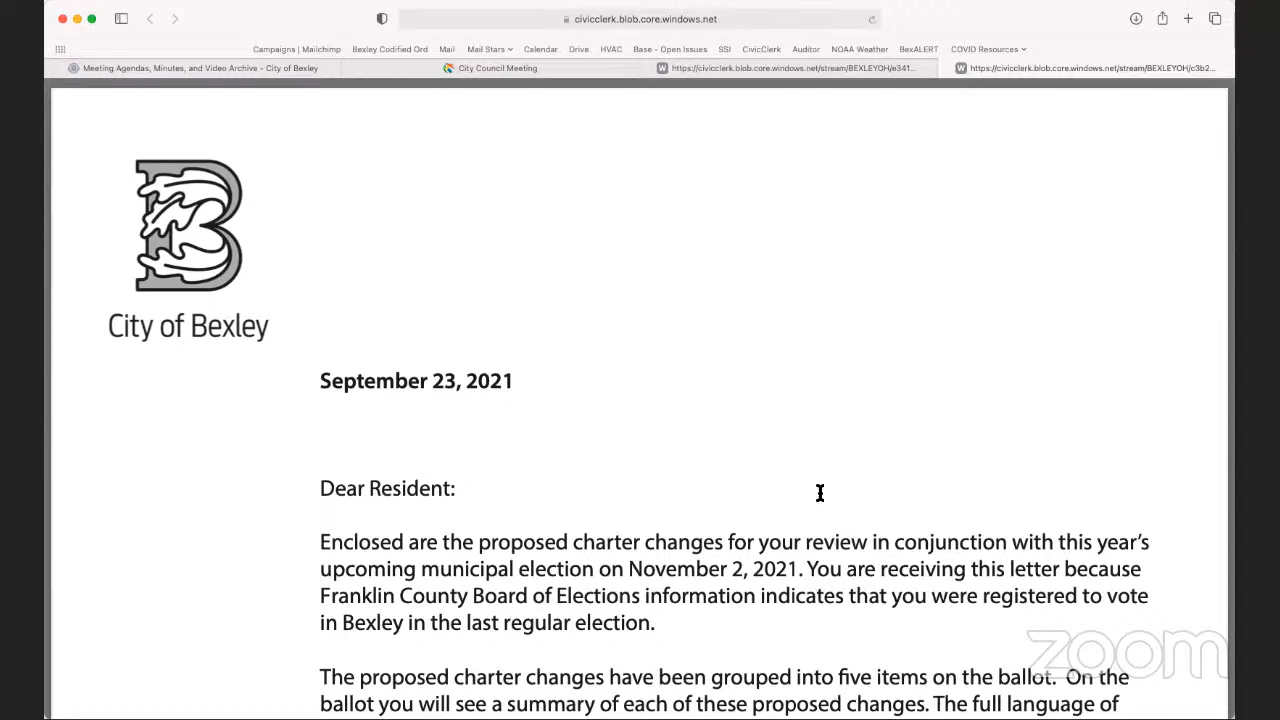 civicclerk.blob.core.windows.net
Campaigns | Mailchimp Bexley Codified Ord Mail Mail Stars Calendar Drive HVAC Base - Open Issues SSI CivicClerk Auditor NOAA Weather BexALERT COVID Resources
Meeting Agendas, Minutes, and Video Archive - City of Bexley City Council Meeting W https://civicclerk.blob.core.windows.net/stream/BEXLEYOH/e341... W https://civicclerk.blob.core.windows.net/stream/BEXLEYOH/c3b2...
B
City of Bexley
September 23, 2021
Dear Resident:
Enclosed are the proposed charter changes for your review in conjunction with this year's
upcoming municipal election on November 2, 2021. You are receiving this letter because
Franklin County Board of Elections information indicates that you were registered to vote
in Bexley in the last regular election.
zoom
The proposed charter changes have been grouped into five items on the ballot. On the
ballot you will see a summary of each of these proposed changes. The full language of